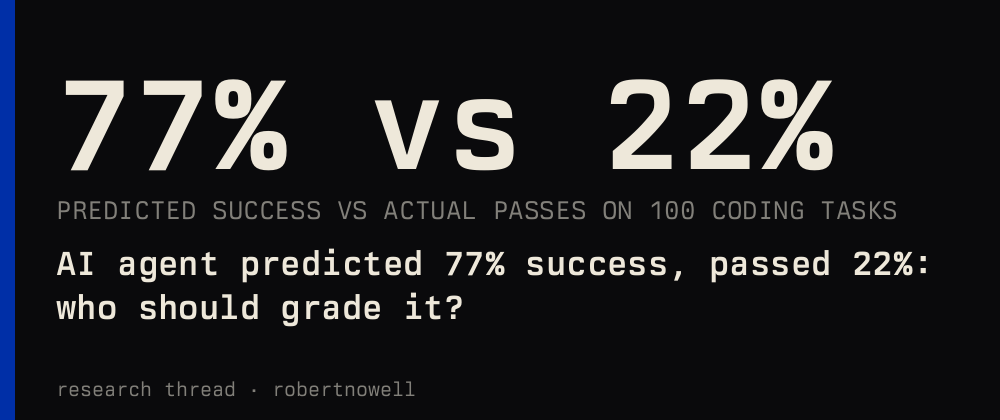 77% vs 22%
PREDICTED SUCCESS VS ACTUAL PASSES ON 100 CODING TASKS
AI agent predicted 77% success, passed 22%:
who should grade it?
research thread · robertnowell